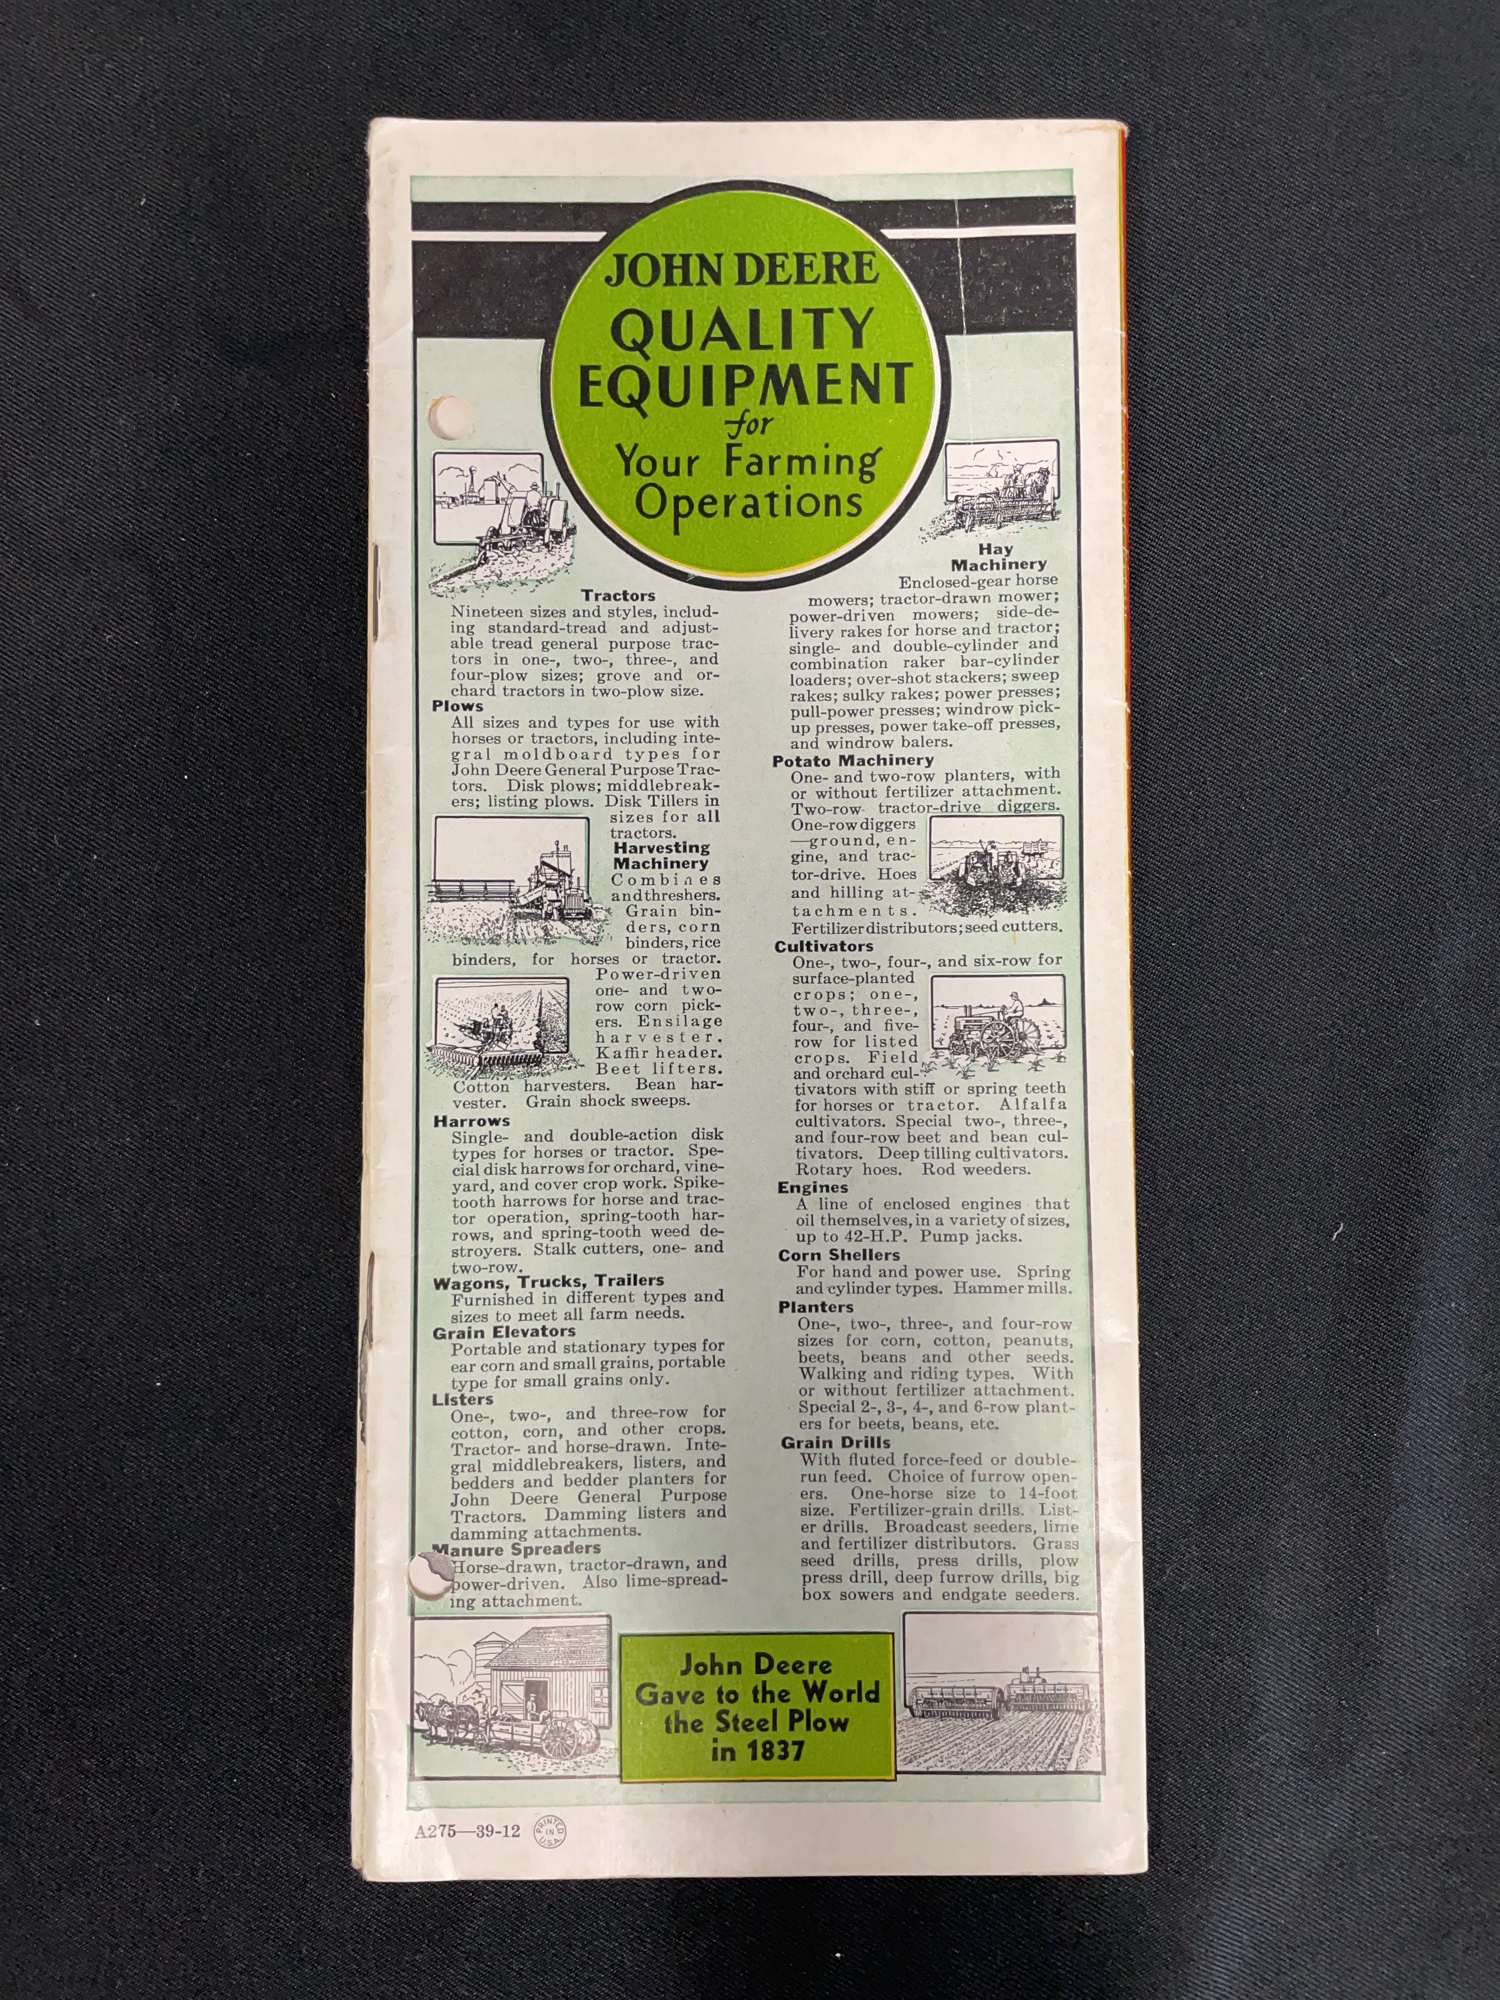 JOHN DEERE
QUALITY
EQUIPMENT
for
Your Farming
Operations
Tractors
Nineteen sizes and styles, includ-
ing standard-tread and adjust-
able tread general purpose trac-
tors in one-, two-, three-, and
four-plow sizes; grove and or-
chard tractors in two-plow size.
Plows
All sizes and types for use with
horses or tractors, including inte-
gral moldboard types for
John Deere General Purpose Trac-
tors. Disk plows; middlebreak-
ers; listing plows. Disk Tillers in
sizes for all
tractors.
Harvesting
Machinery
Combines
and threshers.
Grain bin-
ders, corn
binders, rice
binders, for horses or tractor.
Power-driven
one- and two-
row corn pick-
ers. Ensilage
harvester.
Kaffir header.
Beet lifters.
Cotton harvesters. Bean har-
vester. Grain shock sweeps.
Harrows
Single- and double-action disk
types for horses or tractor. Spe-
cial disk harrows for orchard, vine-
yard, and cover crop work. Spike-
tooth harrows for horse and trac-
tor operation, spring-tooth har-
rows, and spring-tooth weed de-
stroyers. Stalk cutters, one- and
two-row.
Wagons, Trucks, Trailers
Furnished in different types and
sizes to meet all farm needs.
Grain Elevators
Portable and stationary types for
ear corn and small grains, portable
type for small grains only.
Listers
One-, two-, and three-row for
cotton, corn, and other crops.
Tractor- and horse-drawn. Inte-
gral middlebreakers, listers, and
bedders and bedder planters for
John Deere General Purpose
Tractors. Damming listers and
damming attachments.
Manure Spreaders
Horse-drawn, tractor-drawn, and
power-driven. Also lime-spread-
ing attachment.
Hay
Machinery
Enclosed-gear horse
mowers; tractor-drawn mower;
power-driven mowers; side-de-
livery rakes for horse and tractor;
single- and double-cylinder and
combination raker bar-cylinder
loaders; over-shot stackers; sweep
rakes; sulky rakes; power presses;
pull-power presses; windrow pick-
up presses, power take-off presses,
and windrow balers.
Potato Machinery
One- and two-row planters, with
or without fertilizer attachment.
Two-row tractor-drive diggers.
One-row diggers
—ground, en-
gine, and trac-
tor-drive. Hoes
and hilling at-
tachments.
Fertilizer distributors; seed cutters.
Cultivators
One-, two-, four-, and six-row for
surface-planted
crops; one-,
two-, three-,
four-, and five-
row for listed
crops. Field
and orchard cul-
tivators with stiff or spring teeth
for horses or tractor. Alfalfa
cultivators. Special two-, three-,
and four-row beet and bean cul-
tivators. Deep tilling cultivators.
Rotary hoes. Rod weeders.
Engines
A line of enclosed engines that
oil themselves, in a variety of sizes,
up to 42-H.P. Pump jacks.
Corn Shellers
For hand and power use. Spring
and cylinder types. Hammer mills.
Planters
One-, two-, three-, and four-row
sizes for corn, cotton, peanuts,
beets, beans and other seeds.
Walking and riding types. With
or without fertilizer attachment.
Special 2-, 3-, 4-, and 6-row plant-
ers for beets, beans, etc.
Grain Drills
With fluted force-feed or double-
run feed. Choice of furrow open-
ers. One-horse size to 14-foot
size. Fertilizer-grain drills. List-
er drills. Broadcast seeders, lime
and fertilizer distributors. Grass
seed drills, press drills, plow
press drill, deep furrow drills, big
box sowers and endgate seeders.
John Deere
Gave to the World
the Steel Plow
in 1837
A275—39-12
PRINTED
IN
U.S.A.